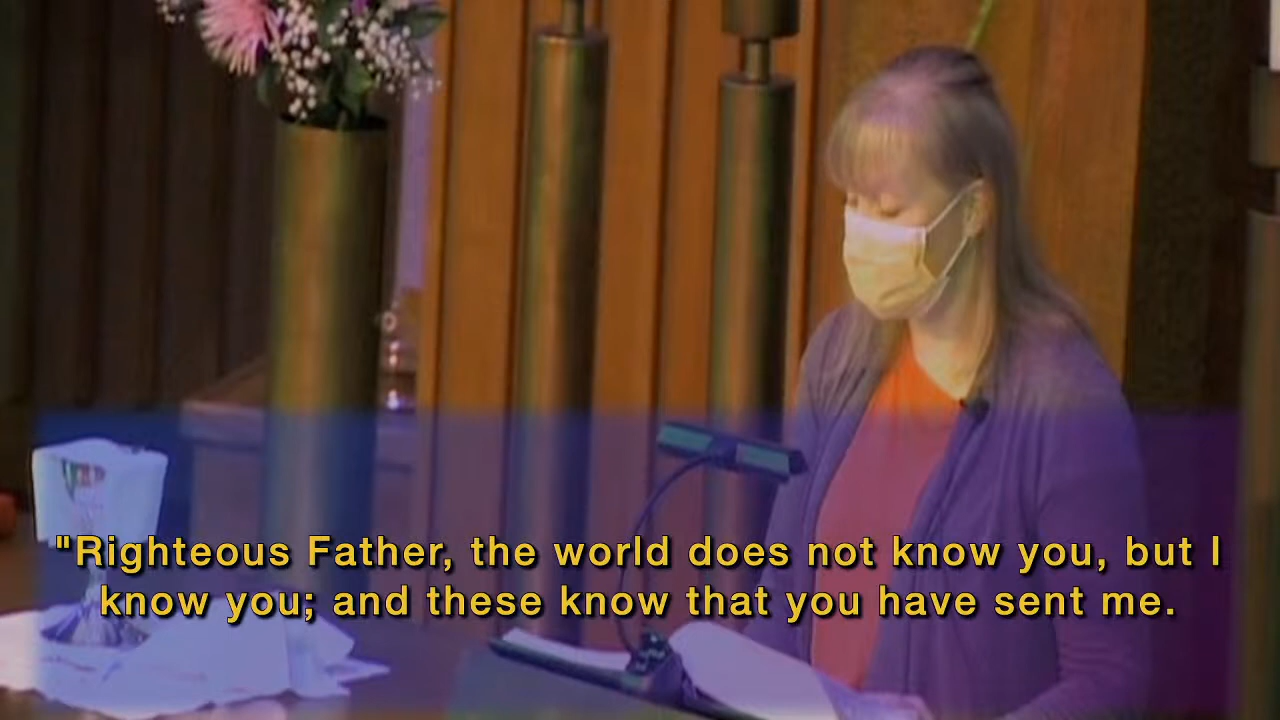 "Righteous Father, the world does not know you, but I
know you; and these know that you have sent me.